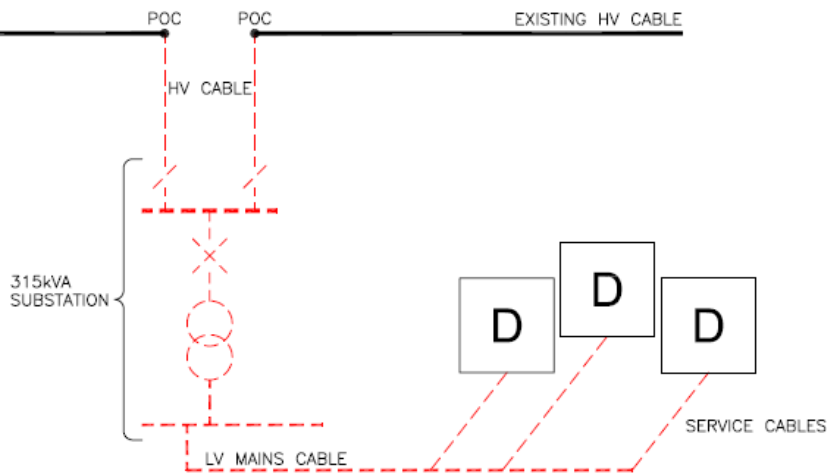 POC
POC
EXISTING HV CABLE
HV CABLE
315kVA
SUBSTATION
D
D
D
SERVICE CABLES
LV MAINS CABLE